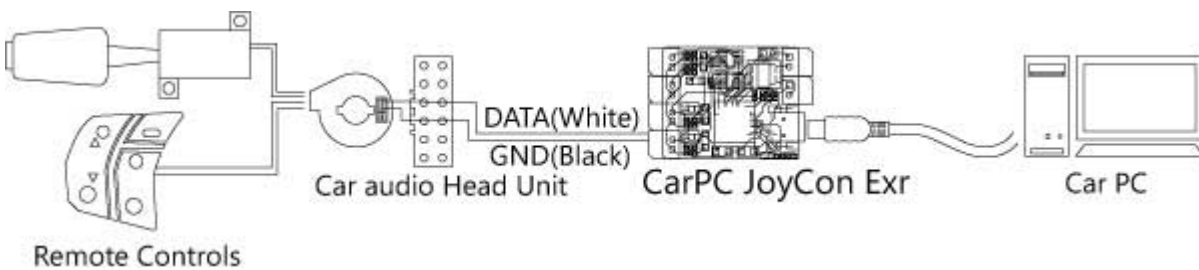 DATA(White)
GND(Black)
Car audio Head Unit
CarPC JoyCon Exr
Car PC
Remote Controls